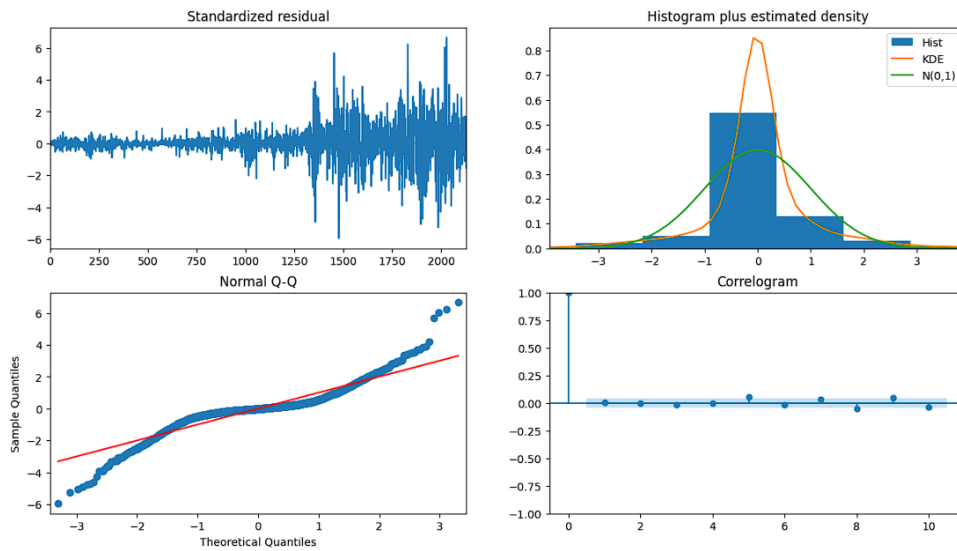 Standardized residual
6
4
2
0
−2
−4
−6
0 250 500 750 1000 1250 1500 1750 2000
Histogram plus estimated density
Hist
KDE
N(0,1)
0.8
0.7
0.6
0.5
0.4
0.3
0.2
0.1
0.0
−3 −2 −1 0 1 2 3
Normal Q-Q
Sample Quantiles
6
4
2
0
−2
−4
−6
−3 −2 −1 0 1 2 3
Theoretical Quantiles
Correlogram
1.00
0.75
0.50
0.25
0.00
−0.25
−0.50
−0.75
−1.00
0 2 4 6 8 10